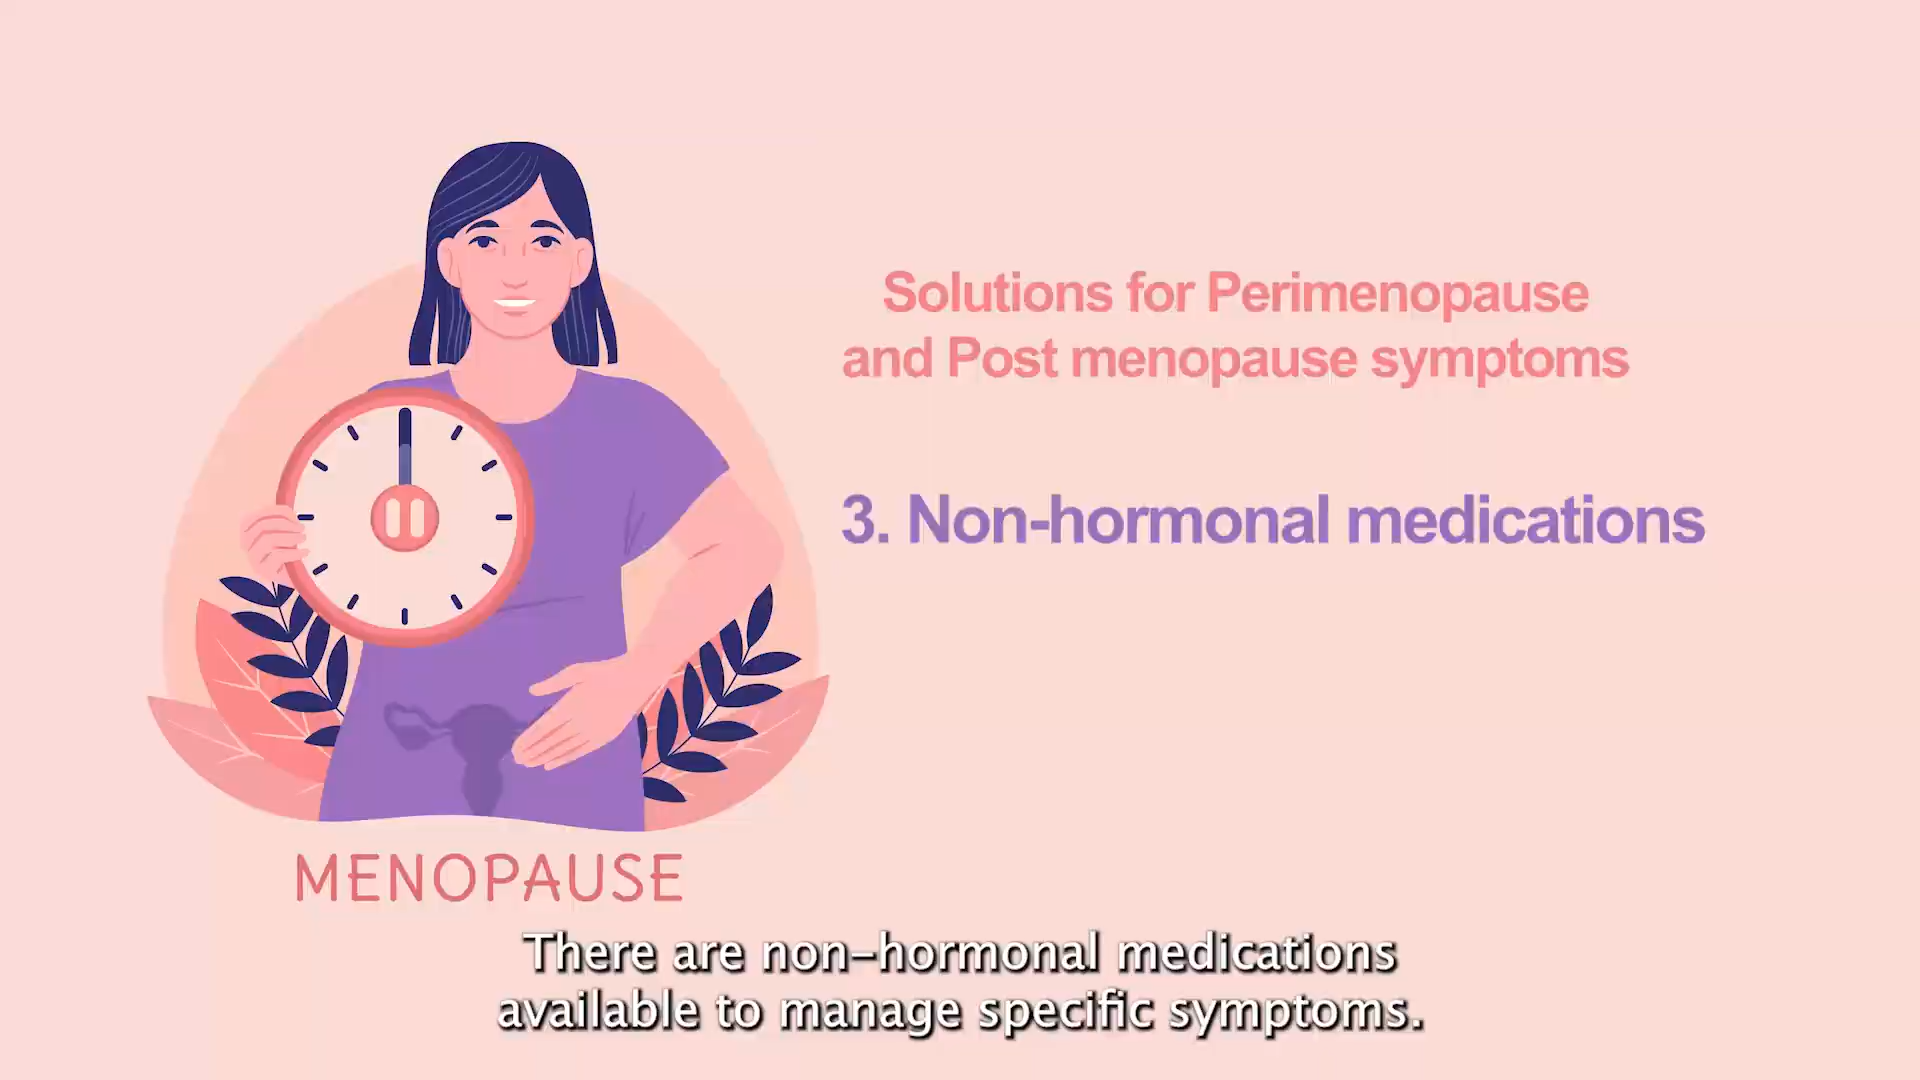 Solutions for Perimenopause
and Post menopause symptoms
3. Non-hormonal medications
MENOPAUSE
There are non-hormonal medications
available to manage specific symptoms.